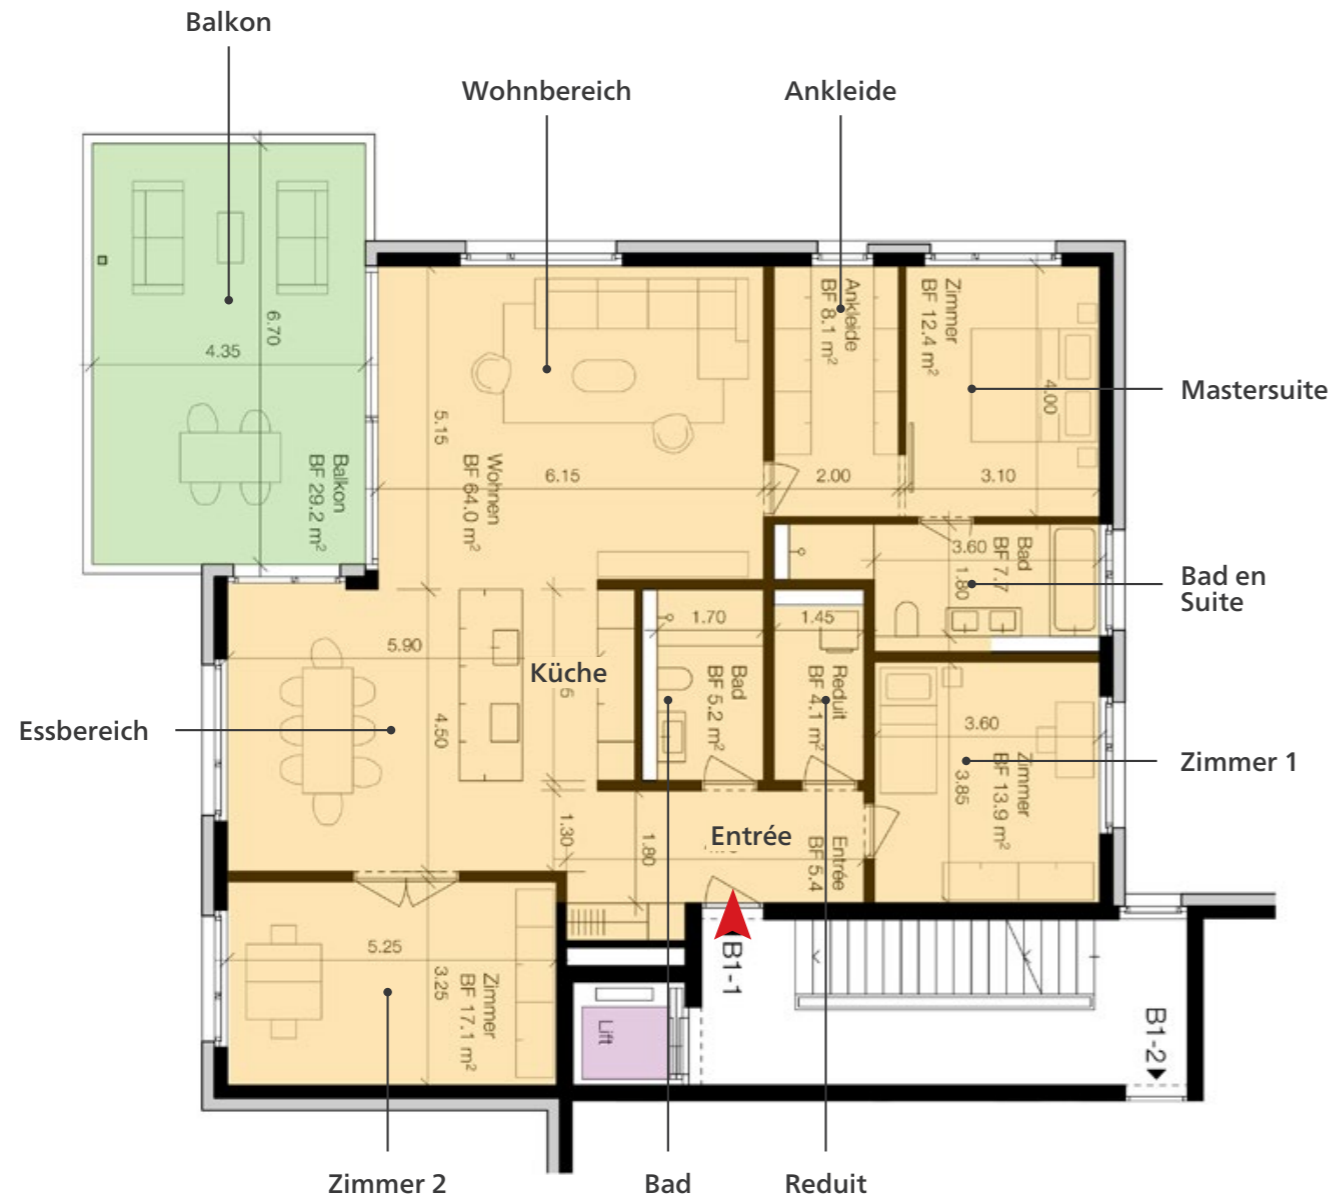 Balkon
Wohnbereich
Ankleide
6.70
4.35
Balkon
BF 29.2 m²
5.15
Wohnen
BF 64.0 m²
6.15
Ankleide
BF 8.1 m²
2.00
Zimmer
BF 12.4 m²
4.00
3.10
Mastersuite
3.60
Bad
BF 7.7
1.80
Bad en
Suite
5.90
4.50
Küche
5
1.70
Bad
BF 5.2 m²
1.45
Reduit
BF 4.1 m²
Essbereich
3.60
Zimmer
BF 13.9 m²
3.85
Zimmer 1
1.30
1.80
Entrée
Entrée
BF 5.4
5.25
3.25
Zimmer
BF 17.1 m²
Lift
B1-1
B1-2
Zimmer 2
Bad
Reduit